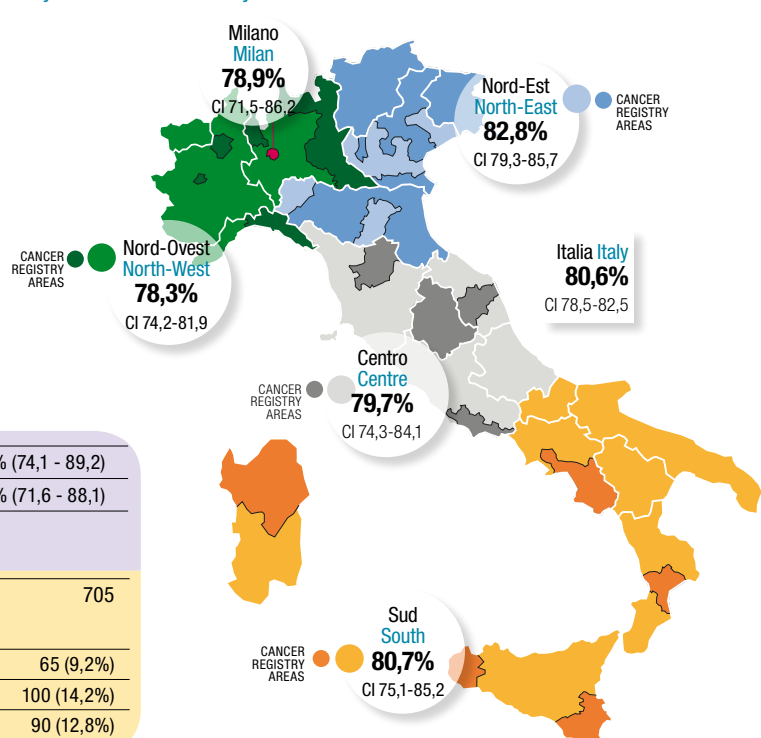 Milano
Milan
78,9%
CI 71,5-86,2
Nord-Est
North-East
82,8%
CI 79,3-85,7
CANCER
REGISTRY
AREAS
CANCER
REGISTRY
AREAS
Nord-Ovest
North-West
78,3%
CI 74,2-81,9
Italia Italy
80,6%
CI 78,5-82,5
CANCER
REGISTRY
AREAS
Centro
Centre
79,7%
CI 74,3-84,1
% (74,1 - 89,2)
% (71,6 - 88,1)
705
65 (9,2%)
100 (14,2%)
90 (12,8%)
CANCER
REGISTRY
AREAS
Sud
South
80,7%
CI 75,1-85,2